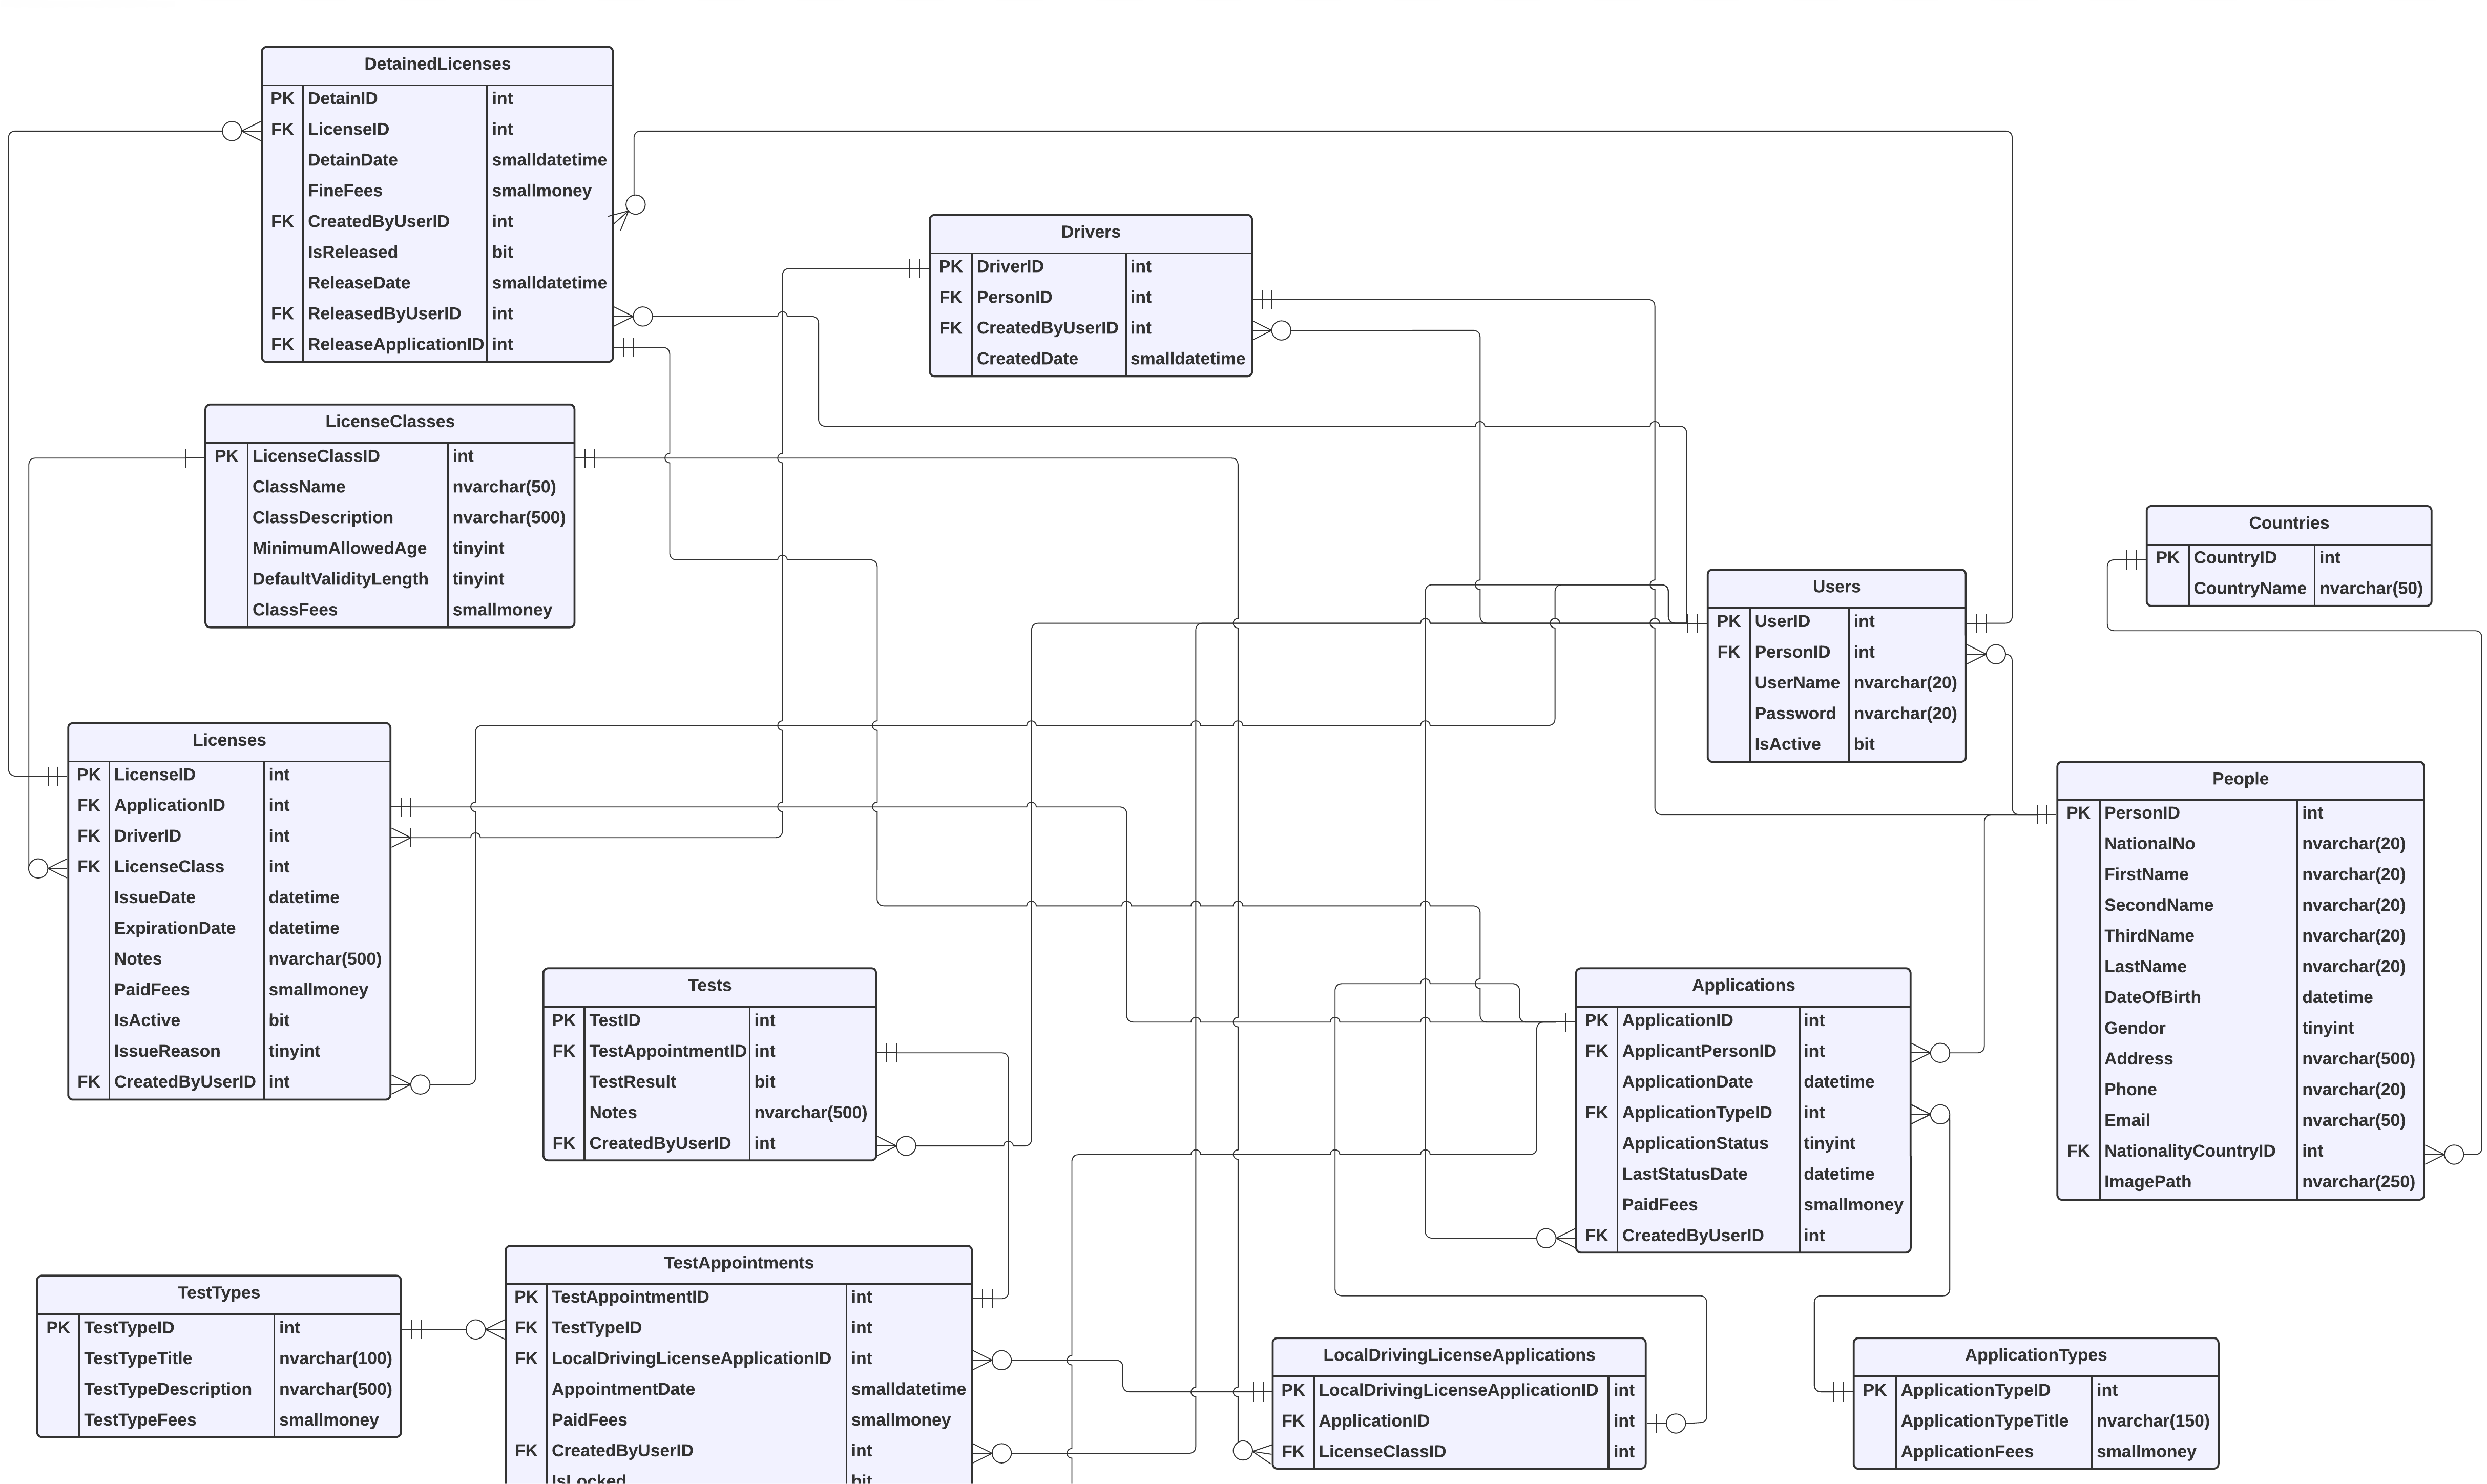 DetainedLicenses
PK DetainID int
FK LicenseID int
DetainDate smalldatetime
FineFees smallmoney
FK CreatedByUserID int
IsReleased bit
ReleaseDate smalldatetime
FK ReleasedByUserID int
FK ReleaseApplicationID int
Drivers
PK DriverID int
FK PersonID int
FK CreatedByUserID int
CreatedDate smalldatetime
LicenseClasses
PK LicenseClassID int
ClassName nvarchar(50)
ClassDescription nvarchar(500)
MinimumAllowedAge tinyint
DefaultValidityLength tinyint
ClassFees smallmoney
Countries
PK CountryID int
CountryName nvarchar(50)
Users
PK UserID int
FK PersonID int
UserName nvarchar(20)
Password nvarchar(20)
IsActive bit
Licenses
PK LicenseID int
FK ApplicationID int
FK DriverID int
FK LicenseClass int
IssueDate datetime
ExpirationDate datetime
Notes nvarchar(500)
PaidFees smallmoney
IsActive bit
IssueReason tinyint
FK CreatedByUserID int
People
PK PersonID int
NationalNo nvarchar(20)
FirstName nvarchar(20)
SecondName nvarchar(20)
ThirdName nvarchar(20)
LastName nvarchar(20)
DateOfBirth datetime
Gendor tinyint
Address nvarchar(500)
Phone nvarchar(20)
Email nvarchar(50)
FK NationalityCountryID int
ImagePath nvarchar(250)
Tests
PK TestID int
FK TestAppointmentID int
TestResult bit
Notes nvarchar(500)
FK CreatedByUserID int
Applications
PK ApplicationID int
FK ApplicantPersonID int
ApplicationDate datetime
FK ApplicationTypeID int
ApplicationStatus tinyint
LastStatusDate datetime
PaidFees smallmoney
FK CreatedByUserID int
TestTypes
PK TestTypeID int
TestTypeTitle nvarchar(100)
TestTypeDescription nvarchar(500)
TestTypeFees smallmoney
TestAppointments
PK TestAppointmentID int
FK TestTypeID int
FK LocalDrivingLicenseApplicationID int
AppointmentDate smalldatetime
PaidFees smallmoney
FK CreatedByUserID int
IsLocked bit
LocalDrivingLicenseApplications
PK LocalDrivingLicenseApplicationID int
FK ApplicationID int
FK LicenseClassID int
ApplicationTypes
PK ApplicationTypeID int
ApplicationTypeTitle nvarchar(150)
ApplicationFees smallmoney